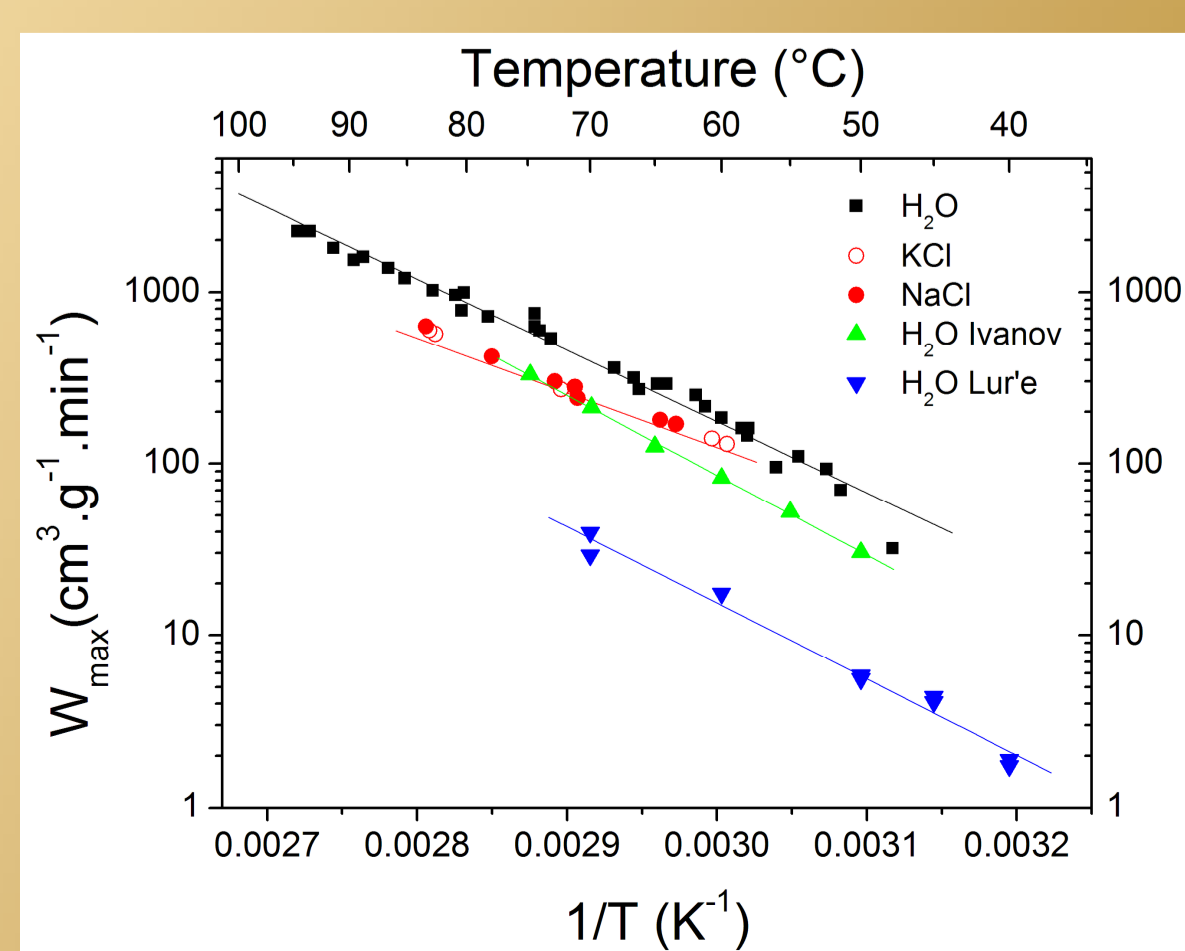 Temperature (°C)
100 90 80 70 60 50 40
H₂O
KCl
NaCl
H₂O Ivanov
H₂O Lur'e
1000 1000
100 100
10 10
1 1
W_max(cm³.g⁻¹.min⁻¹)
0.0027 0.0028 0.0029 0.0030 0.0031 0.0032
1/T (K⁻¹)